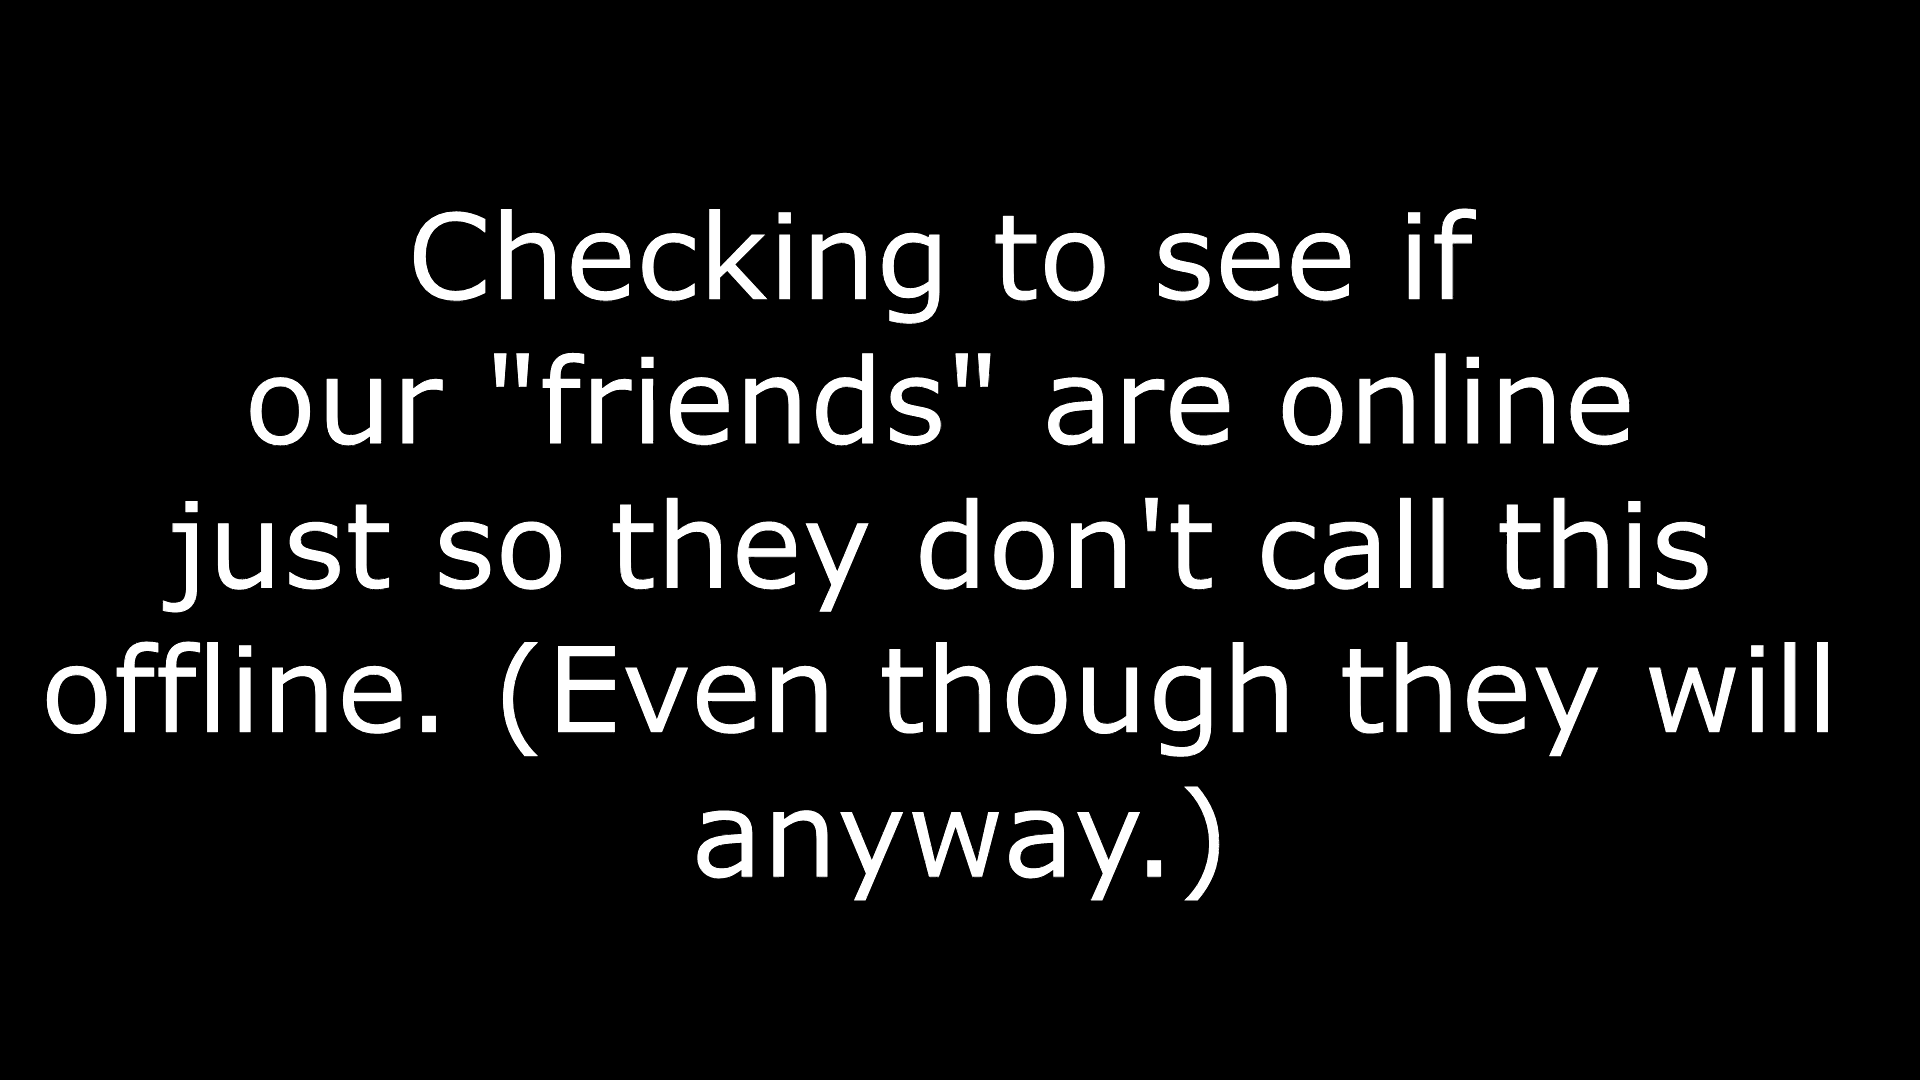 Checking to see if
our "friends" are online
just so they don't call this
offline. (Even though they will
anyway.)